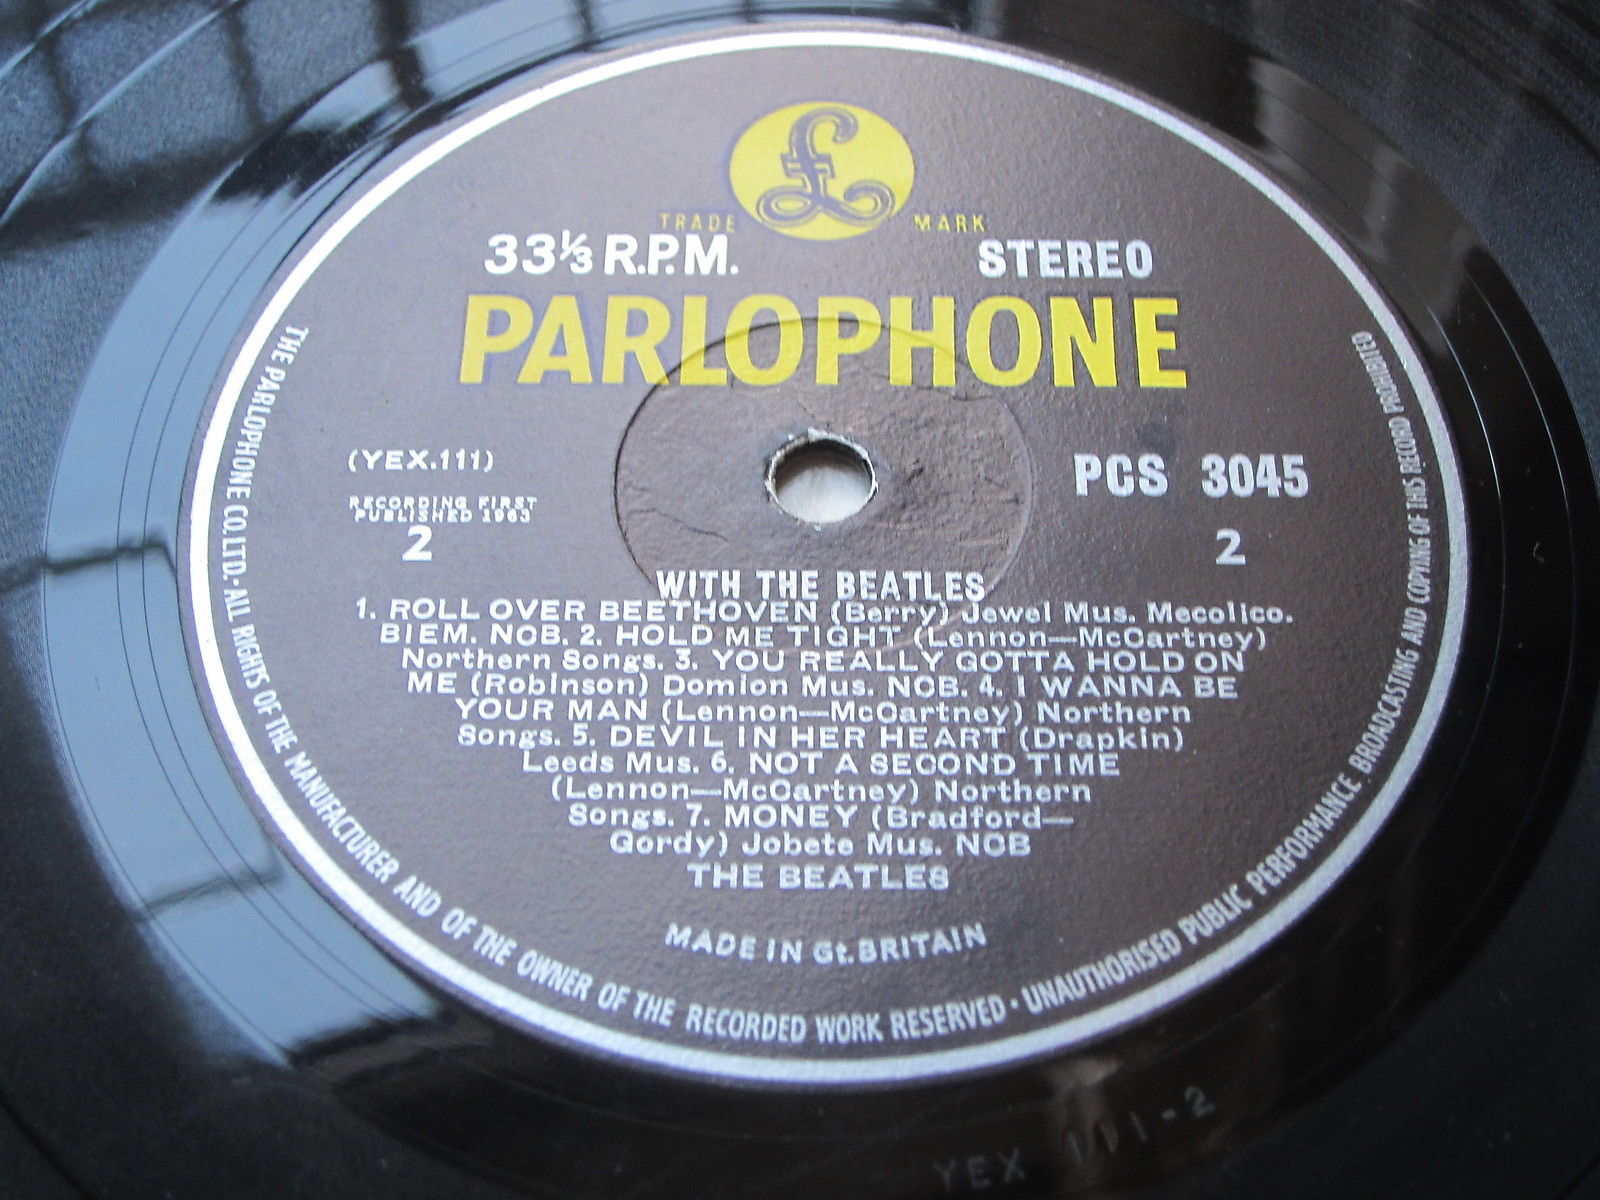 £
TRADE MARK
33⅓ R.P.M. STEREO
PARLOPHONE
(YEX.111) PCS 3045
RECORDING FIRST
PUBLISHED 1963
2 2
WITH THE BEATLES
1. ROLL OVER BEETHOVEN (Berry) Jewel Mus. Mecolico.
BIEM. NCB. 2. HOLD ME TIGHT (Lennon—McCartney)
Northern Songs. 3. YOU REALLY GOTTA HOLD ON
ME (Robinson) Domion Mus. NCB. 4. I WANNA BE
YOUR MAN (Lennon—McCartney) Northern
Songs. 5. DEVIL IN HER HEART (Drapkin)
Leeds Mus. 6. NOT A SECOND TIME
(Lennon—McCartney) Northern
Songs. 7. MONEY (Bradford—
Gordy) Jobete Mus. NCB
THE BEATLES
MADE IN Gt. BRITAIN
THE PARLOPHONE CO. LTD. · ALL RIGHTS OF THE MANUFACTURER AND OF THE OWNER OF THE RECORDED WORK RESERVED · UNAUTHORISED PUBLIC PERFORMANCE BROADCASTING AND COPYING OF THIS RECORD PROHIBITED
YEX 111-2